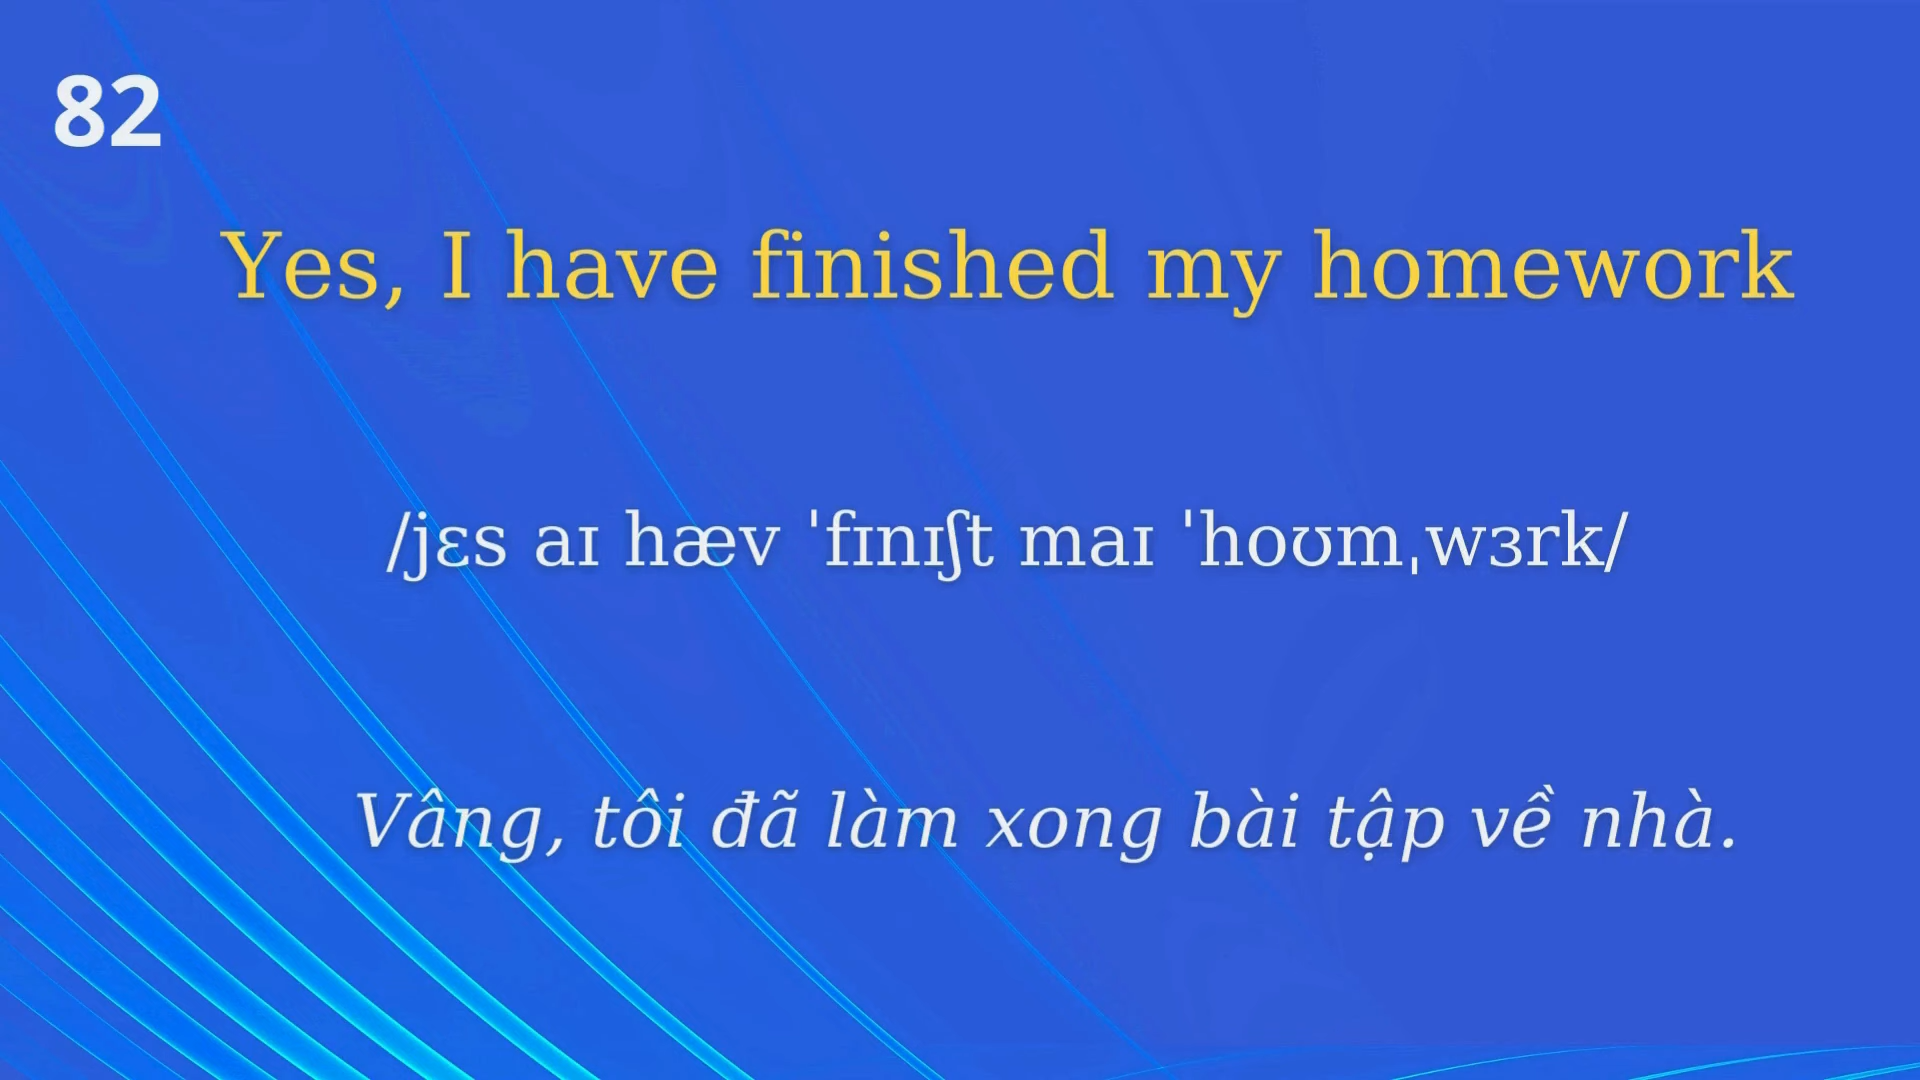 82
Yes, I have finished my homework
/jɛs aɪ hæv ˈfɪnɪʃt maɪ ˈhoʊmˌwɜrk/
Vâng, tôi đã làm xong bài tập về nhà.